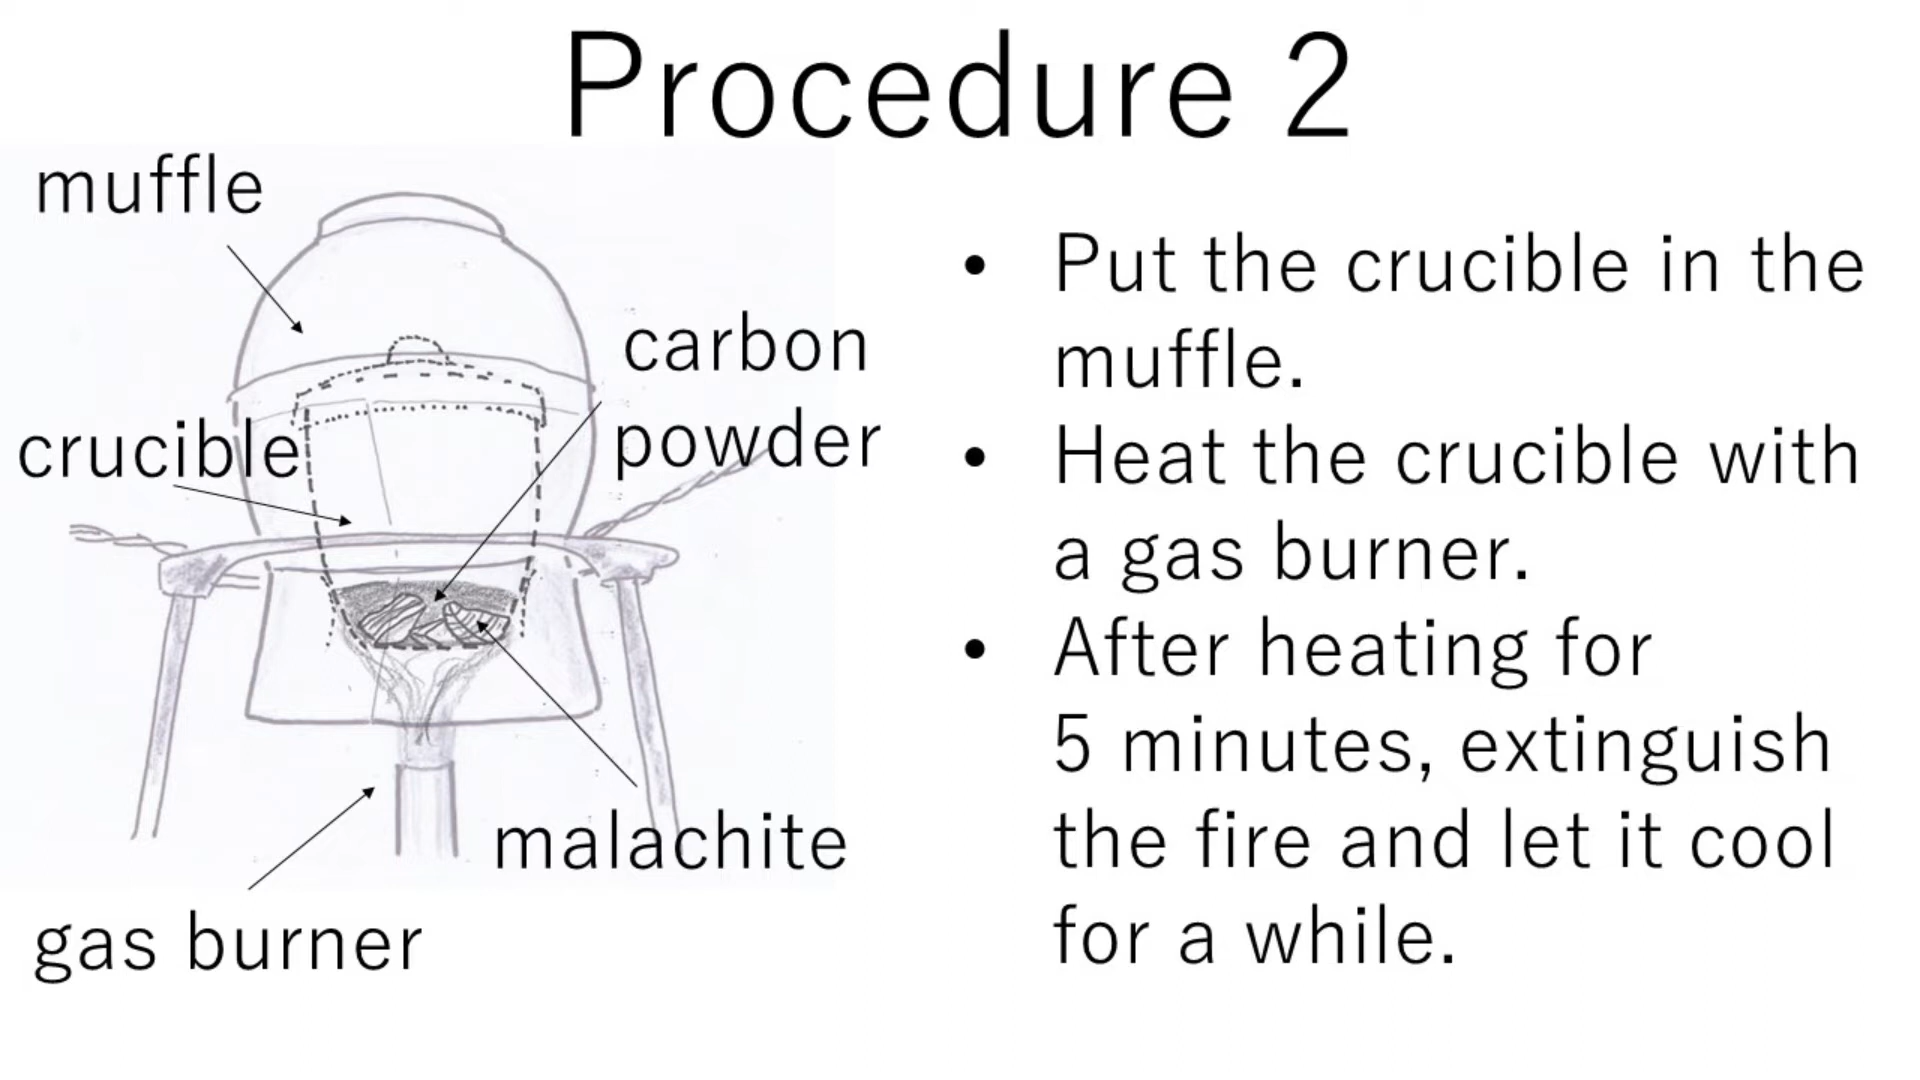 Procedure 2
muffle
carbon
powder
crucible
malachite
gas burner
• Put the crucible in the
muffle.
• Heat the crucible with
a gas burner.
• After heating for
5 minutes, extinguish
the fire and let it cool
for a while.